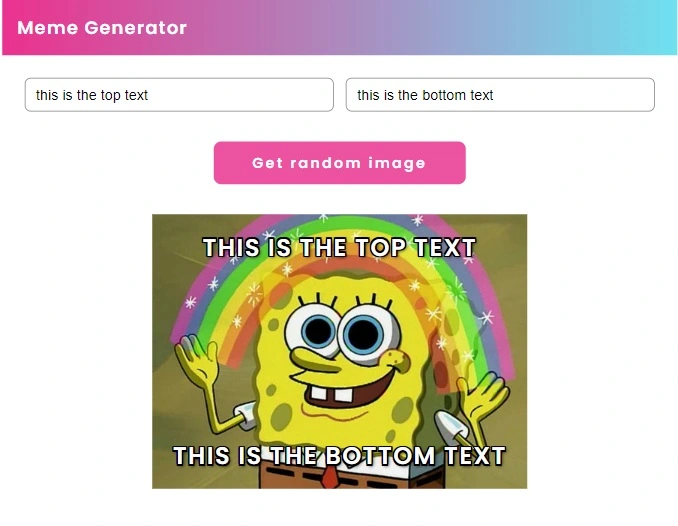 Meme Generator
this is the top text
this is the bottom text
Get random image
THIS IS THE TOP TEXT
THIS IS THE BOTTOM TEXT